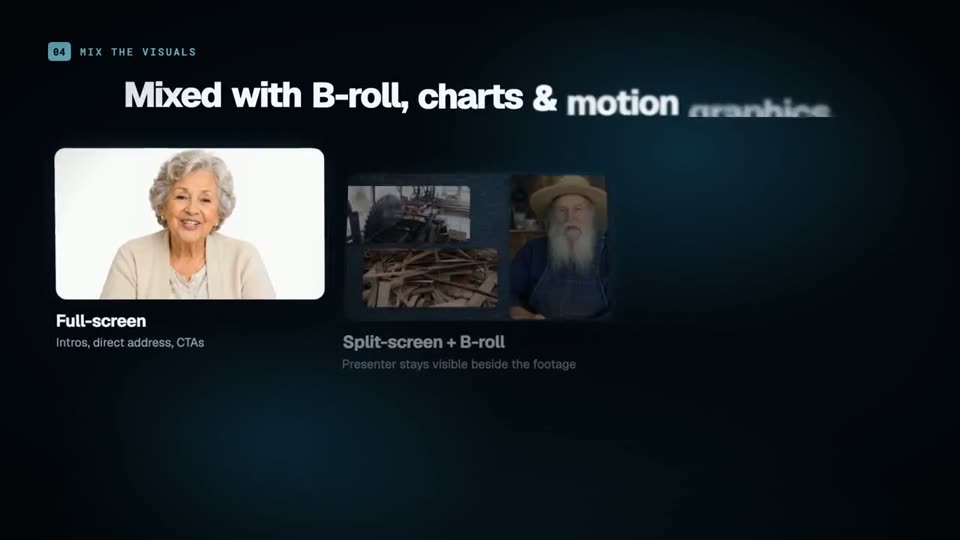 04 MIX THE VISUALS
Mixed with B-roll, charts & motion graphics
Full-screen
Intros, direct address, CTAs
Split-screen + B-roll
Presenter stays visible beside the footage